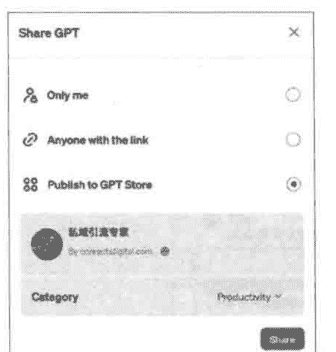 Share GPT
Only me
Anyone with the link
Publish to GPT Store
私域引流专家
Category
Productivity
Share